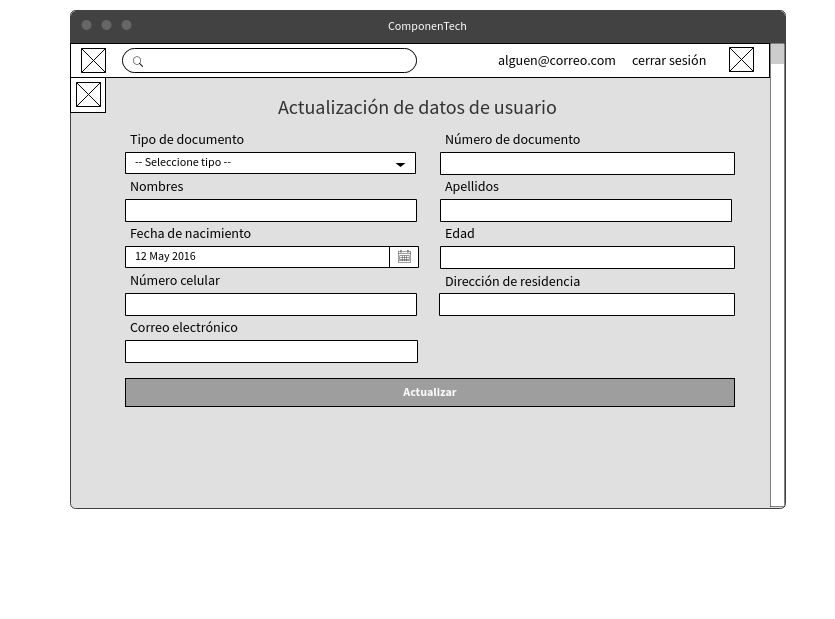 ComponenTech
alguen@correo.com cerrar sesión
Actualización de datos de usuario
Tipo de documento
Número de documento
-- Seleccione tipo --
Nombres
Apellidos
Fecha de nacimiento
Edad
12 May 2016
Número celular
Dirección de residencia
Correo electrónico
Actualizar